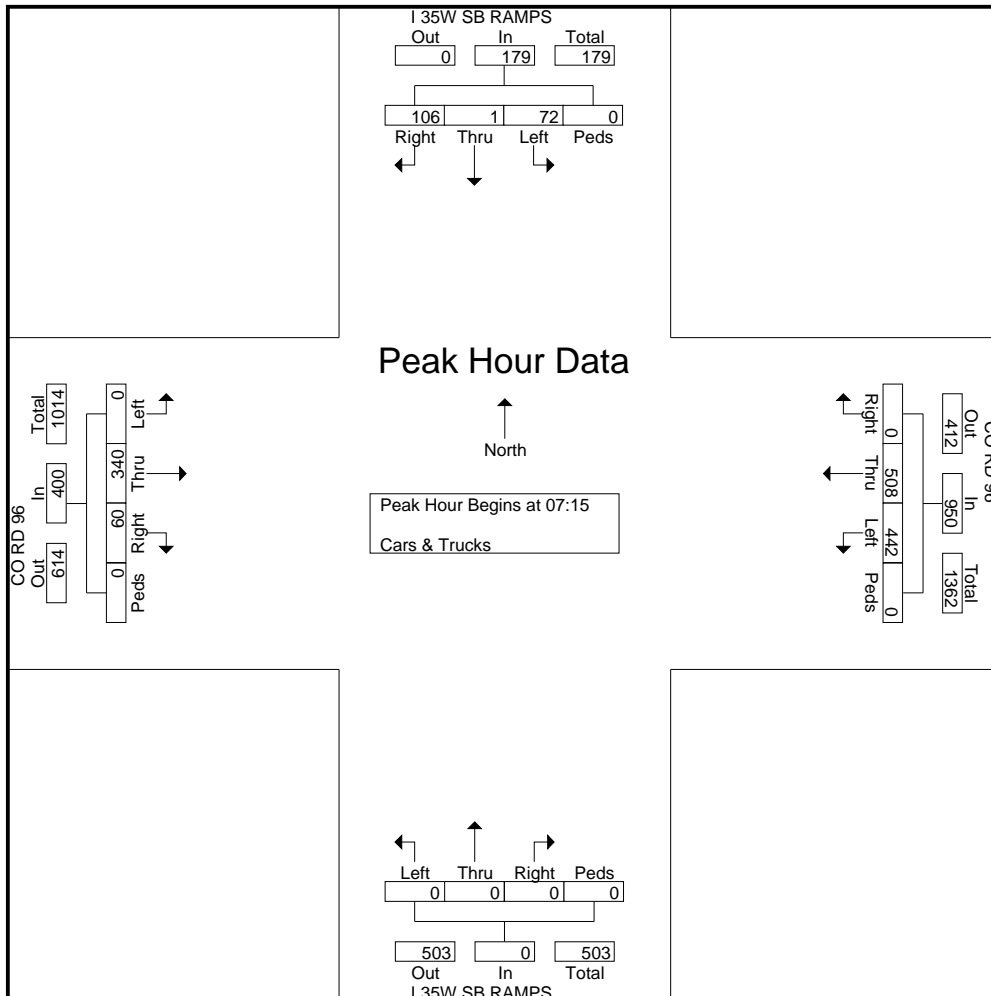 I 35W SB RAMPS
Out In Total
0 179 179
106 1 72 0
Right Thru Left Peds
Peak Hour Data
North
Peak Hour Begins at 07:15
Cars & Trucks
CO RD 96
Out In Total
614 400 1014
0 340 60 0
Left Thru Right Peds
CO RD 96
Out In Total
412 950 1362
0 508 442 0
Right Thru Left Peds
Left Thru Right Peds
0 0 0 0
503 0 503
Out In Total
I 35W SB RAMPS